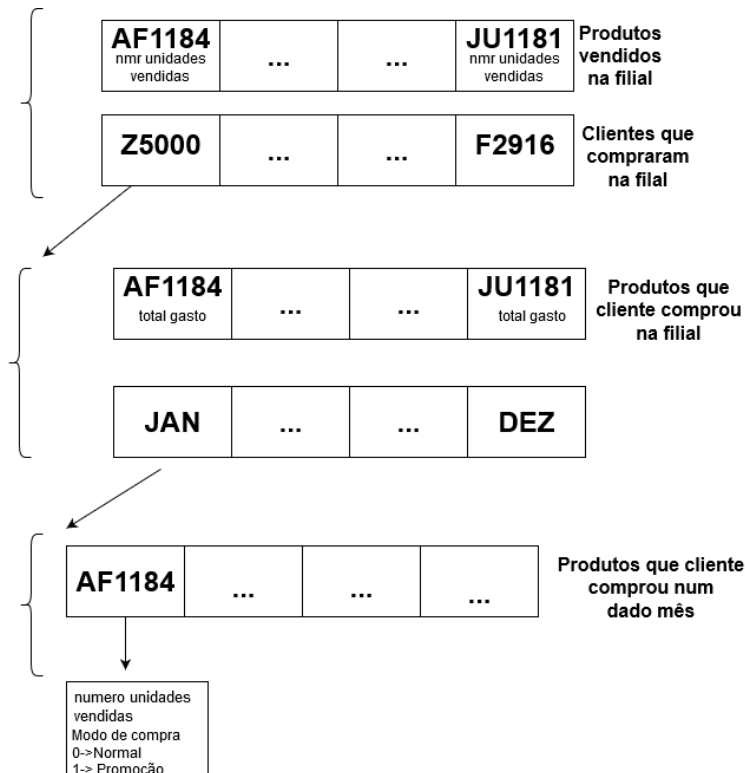 AF1184
nmr unidades
vendidas
...
...
JU1181
nmr unidades
vendidas
Produtos
vendidos
na filial
Z5000
...
...
F2916
Clientes que
compraram
na filal
AF1184
total gasto
...
...
JU1181
total gasto
Produtos que
cliente comprou
na filial
JAN
...
...
DEZ
AF1184
...
...
...
Produtos que cliente
comprou num
dado mês
numero unidades
vendidas
Modo de compra
0->Normal
1-> Promoção